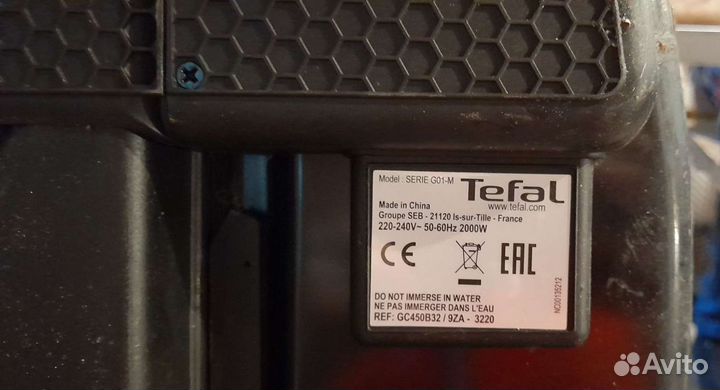 Model : SERIE G01-M
Tefal
www.tefal.com
Made in China
Groupe SEB - 21120 Is-sur-Tille - France
220-240V~ 50-60Hz 2000W
CE
EAC
NC00135212
DO NOT IMMERSE IN WATER
NE PAS IMMERGER DANS L'EAU
REF: GC450B32 / 9ZA - 3220
Avito